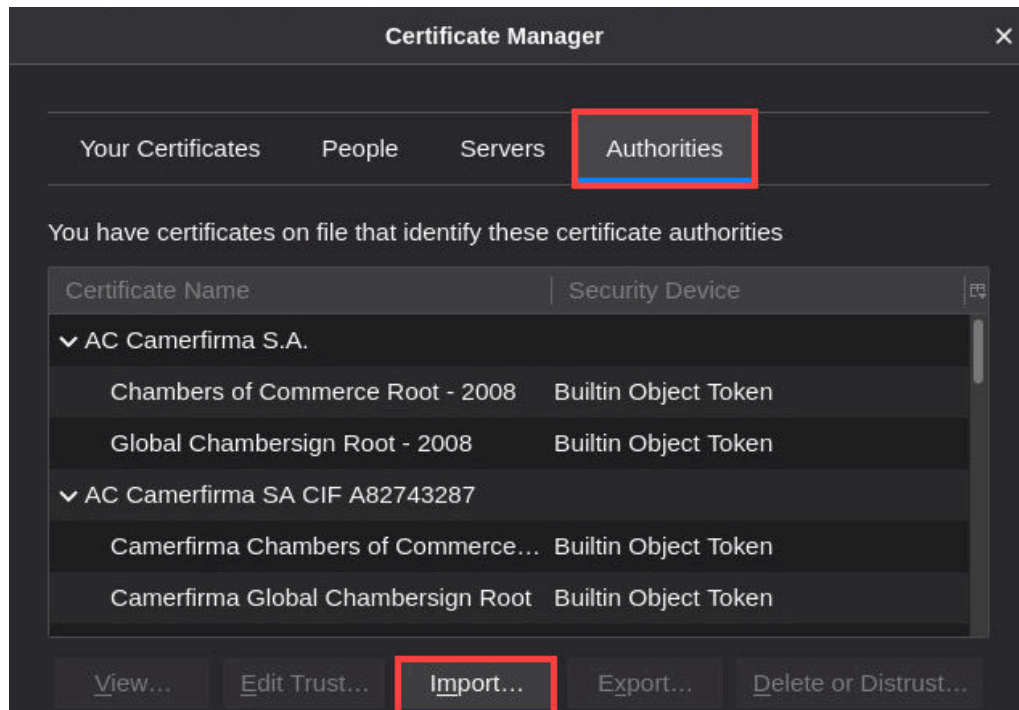 Certificate Manager
Your Certificates People Servers Authorities
You have certificates on file that identify these certificate authorities
Certificate Name Security Device
AC Camerfirma S.A.
Chambers of Commerce Root - 2008 Builtin Object Token
Global Chambersign Root - 2008 Builtin Object Token
AC Camerfirma SA CIF A82743287
Camerfirma Chambers of Commerce… Builtin Object Token
Camerfirma Global Chambersign Root Builtin Object Token
View… Edit Trust… Import… Export… Delete or Distrust…